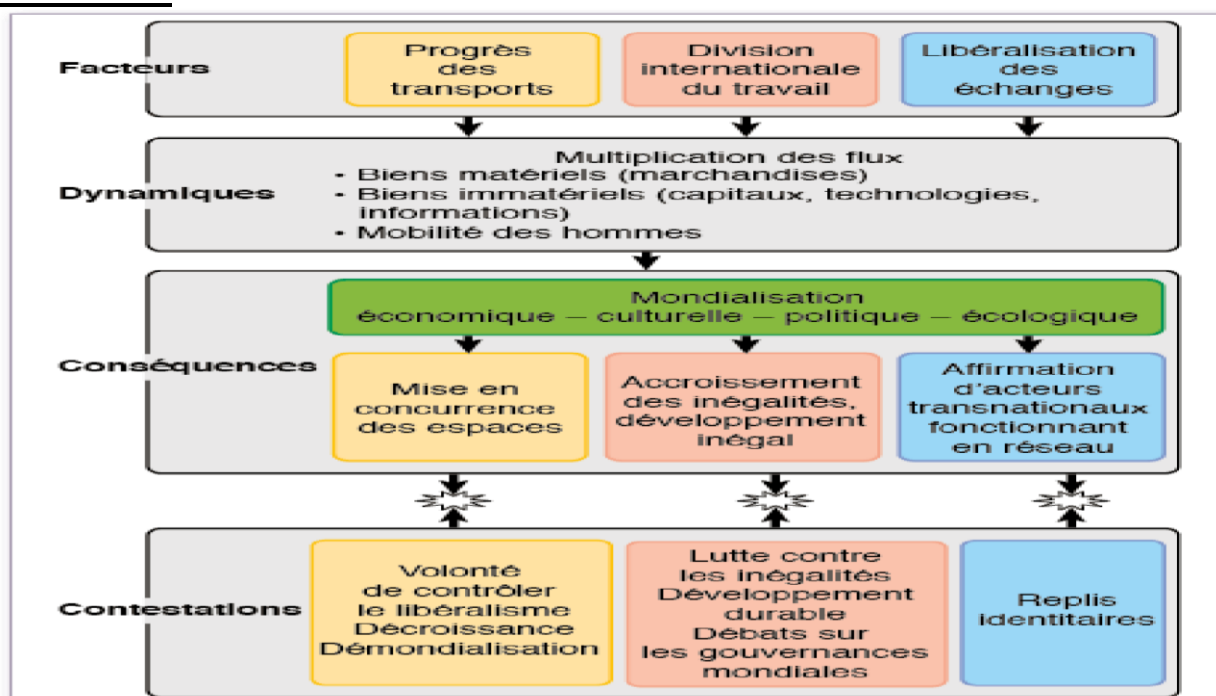 Facteurs
Progrès
des
transports
Division
internationale
du travail
Libéralisation
des
échanges
Dynamiques
Multiplication des flux
• Biens matériels (marchandises)
• Biens immatériels (capitaux, technologies,
informations)
• Mobilité des hommes
Conséquences
Mondialisation
économique – culturelle – politique – écologique
Mise en
concurrence
des espaces
Accroissement
des inégalités,
développement
inégal
Affirmation
d'acteurs
transnationaux
fonctionnant
en réseau
Contestations
Volonté
de contrôler
le libéralisme
Décroissance
Démondialisation
Lutte contre
les inégalités
Développement
durable
Débats sur
les gouvernances
mondiales
Replis
identitaires